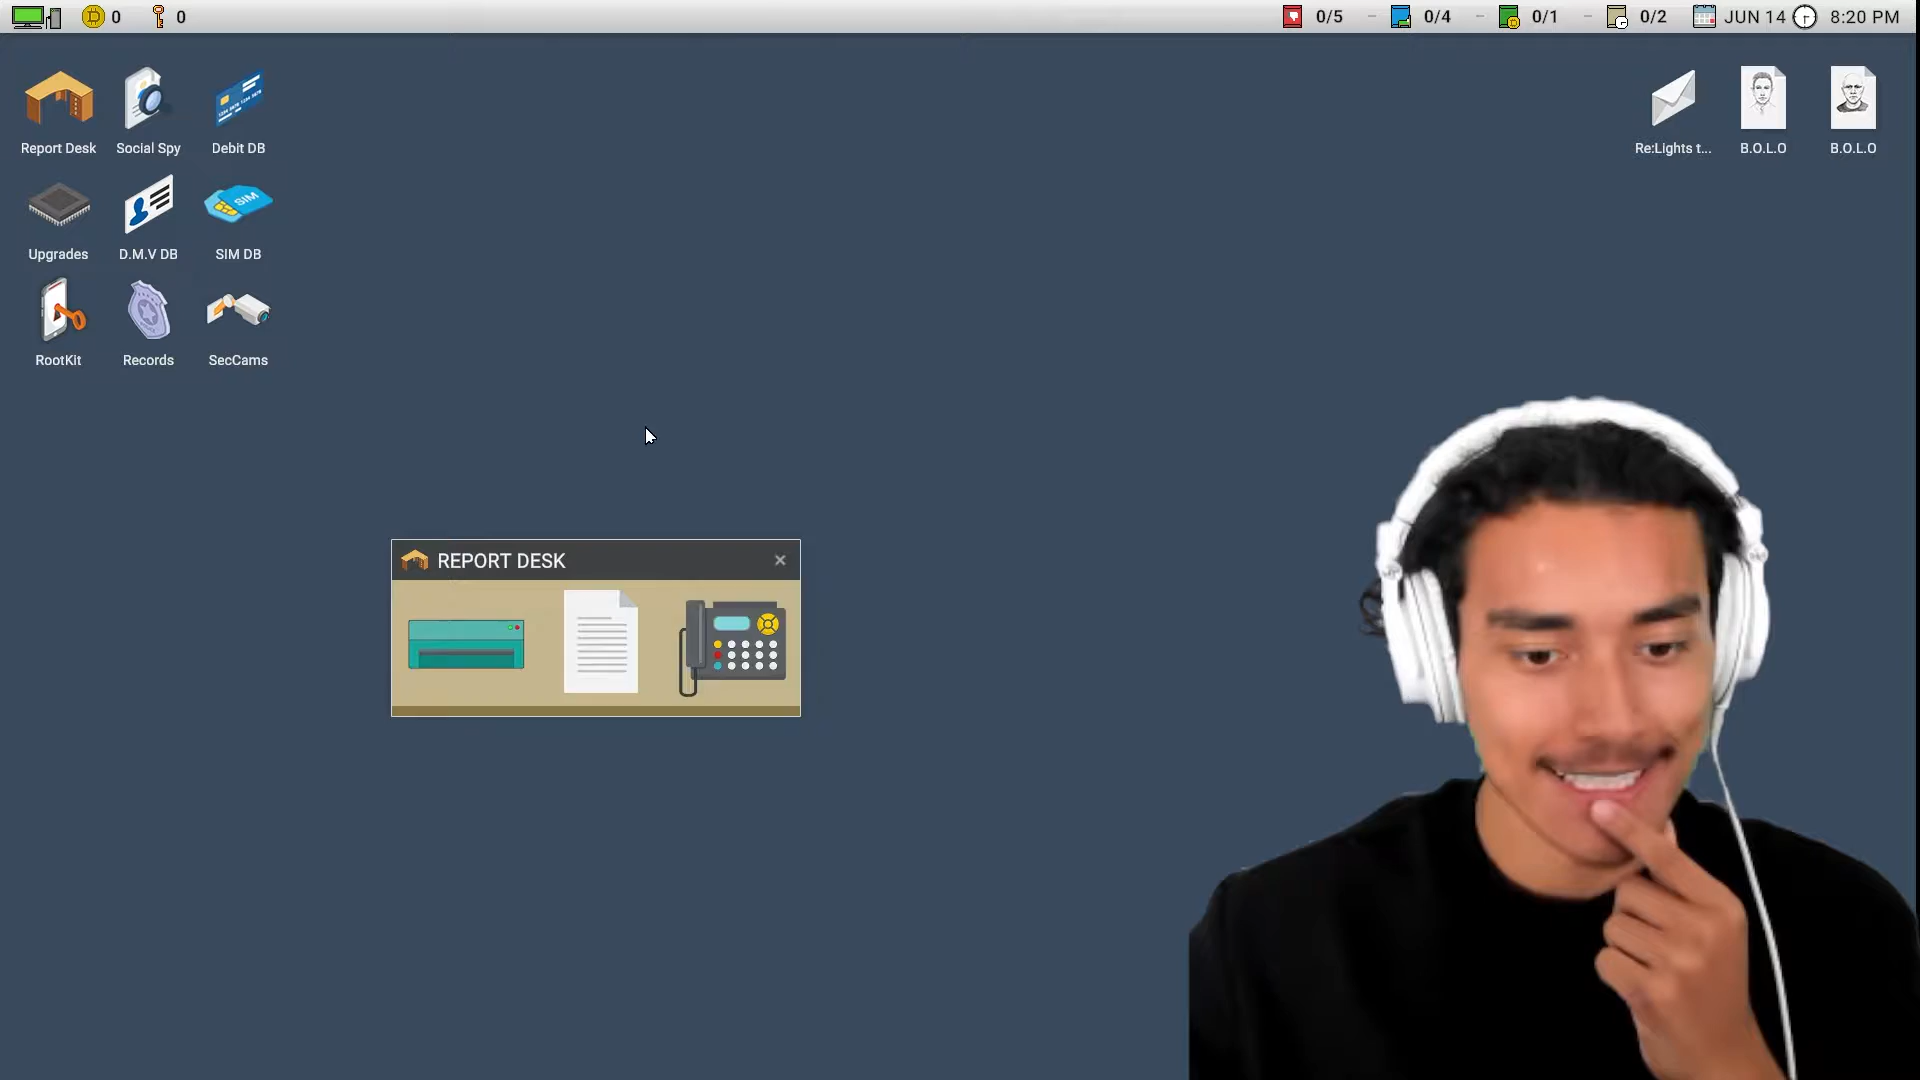 0 0 0/5 – 0/4 – 0/1 – 0/2 JUN 14 8:20 PM
Report Desk Social Spy Debit DB Re:Lights t... B.O.L.O B.O.L.O
Upgrades D.M.V DB SIM DB
SIM
RootKit Records SecCams
REPORT DESK